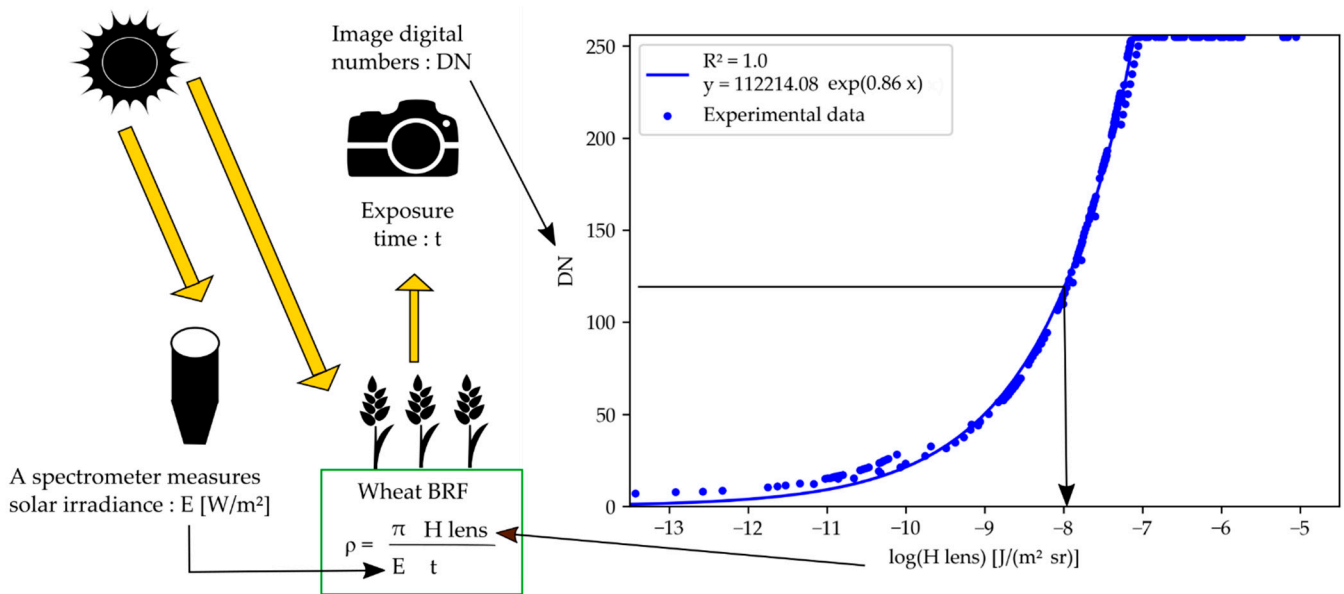 Image digital
numbers : DN
Exposure
time : t
A spectrometer measures
solar irradiance : E [W/m²]
Wheat BRF
ρ = π H lens
E t
250
200
150
100
50
0
DN
R² = 1.0
y = 112214.08 exp(0.86 x)
Experimental data
−13 −12 −11 −10 −9 −8 −7 −6 −5
log(H lens) [J/(m² sr)]